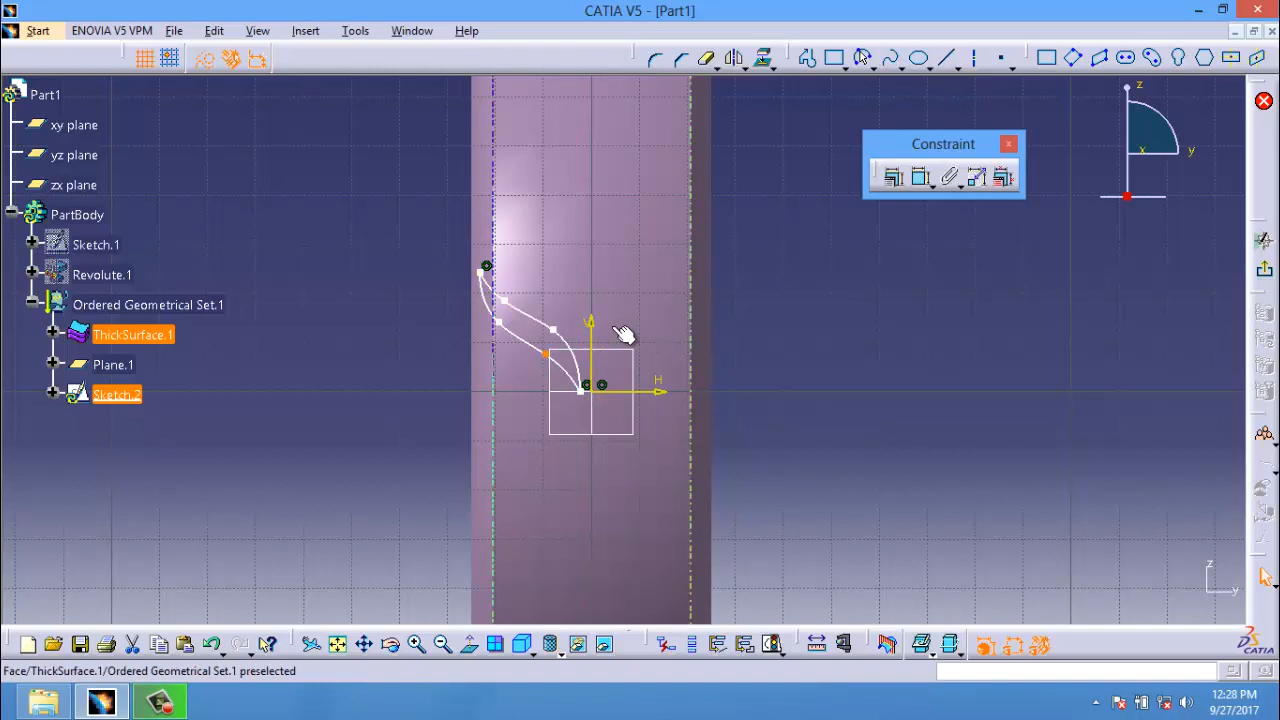 CATIA V5 - [Part1]
Start ENOVIA V5 VPM File Edit View Insert Tools Window Help
Part1
xy plane
yz plane
zx plane
PartBody
Sketch.1
Revolute.1
Ordered Geometrical Set.1
ThickSurface.1
Plane.1
Sketch.2
V
H
Constraint
z
x y
z
y
CATIA
Face/ThickSurface.1/Ordered Geometrical Set.1 preselected
12:28 PM
9/27/2017